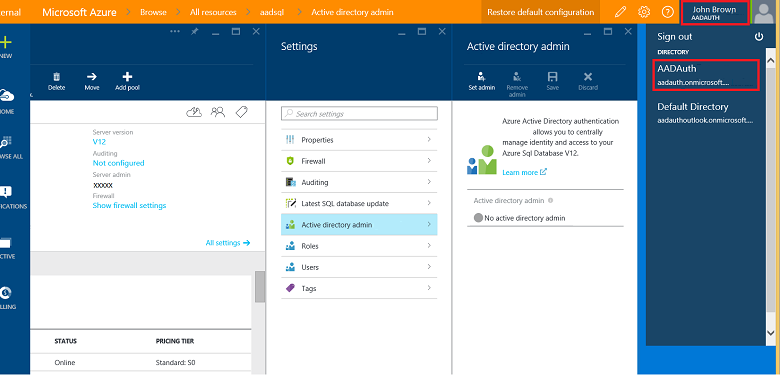 ternal Microsoft Azure Browse All resources aadsql Active directory admin Restore default configuration John Brown
AADAUTH
Sign out
DIRECTORY
AADAuth
aadauth.onmicrosoft....
Default Directory
aadauthoutlook.onmicrosoft....
NEW
OME
WSE ALL
ICATIONS
CTIVE
LLING
Delete Move Add pool
Server version
V12
Auditing
Not configured
Server admin
XXXXX
Firewall
Show firewall settings
All settings
STATUS PRICING TIER
Online Standard: S0
Settings
Search settings
Properties
Firewall
Auditing
Latest SQL database update
Active directory admin
Roles
Users
Tags
Active directory admin
Set admin Remove admin Save Discard
Azure Active Directory authentication
allows you to centrally
manage identity and access to your
Azure Sql Database V12.
Learn more
Active directory admin
No active directory admin